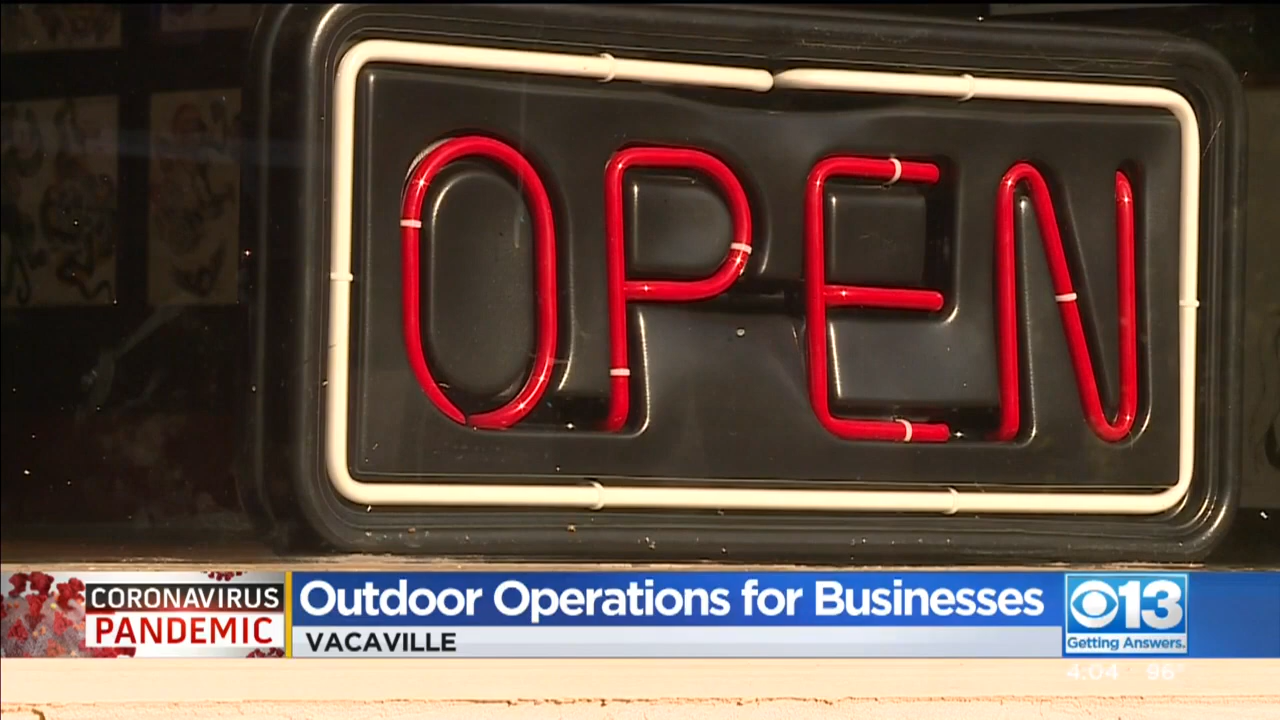 OPEN
CORONAVIRUS
PANDEMIC
Outdoor Operations for Businesses
VACAVILLE
13
Getting Answers.
4:04 96°